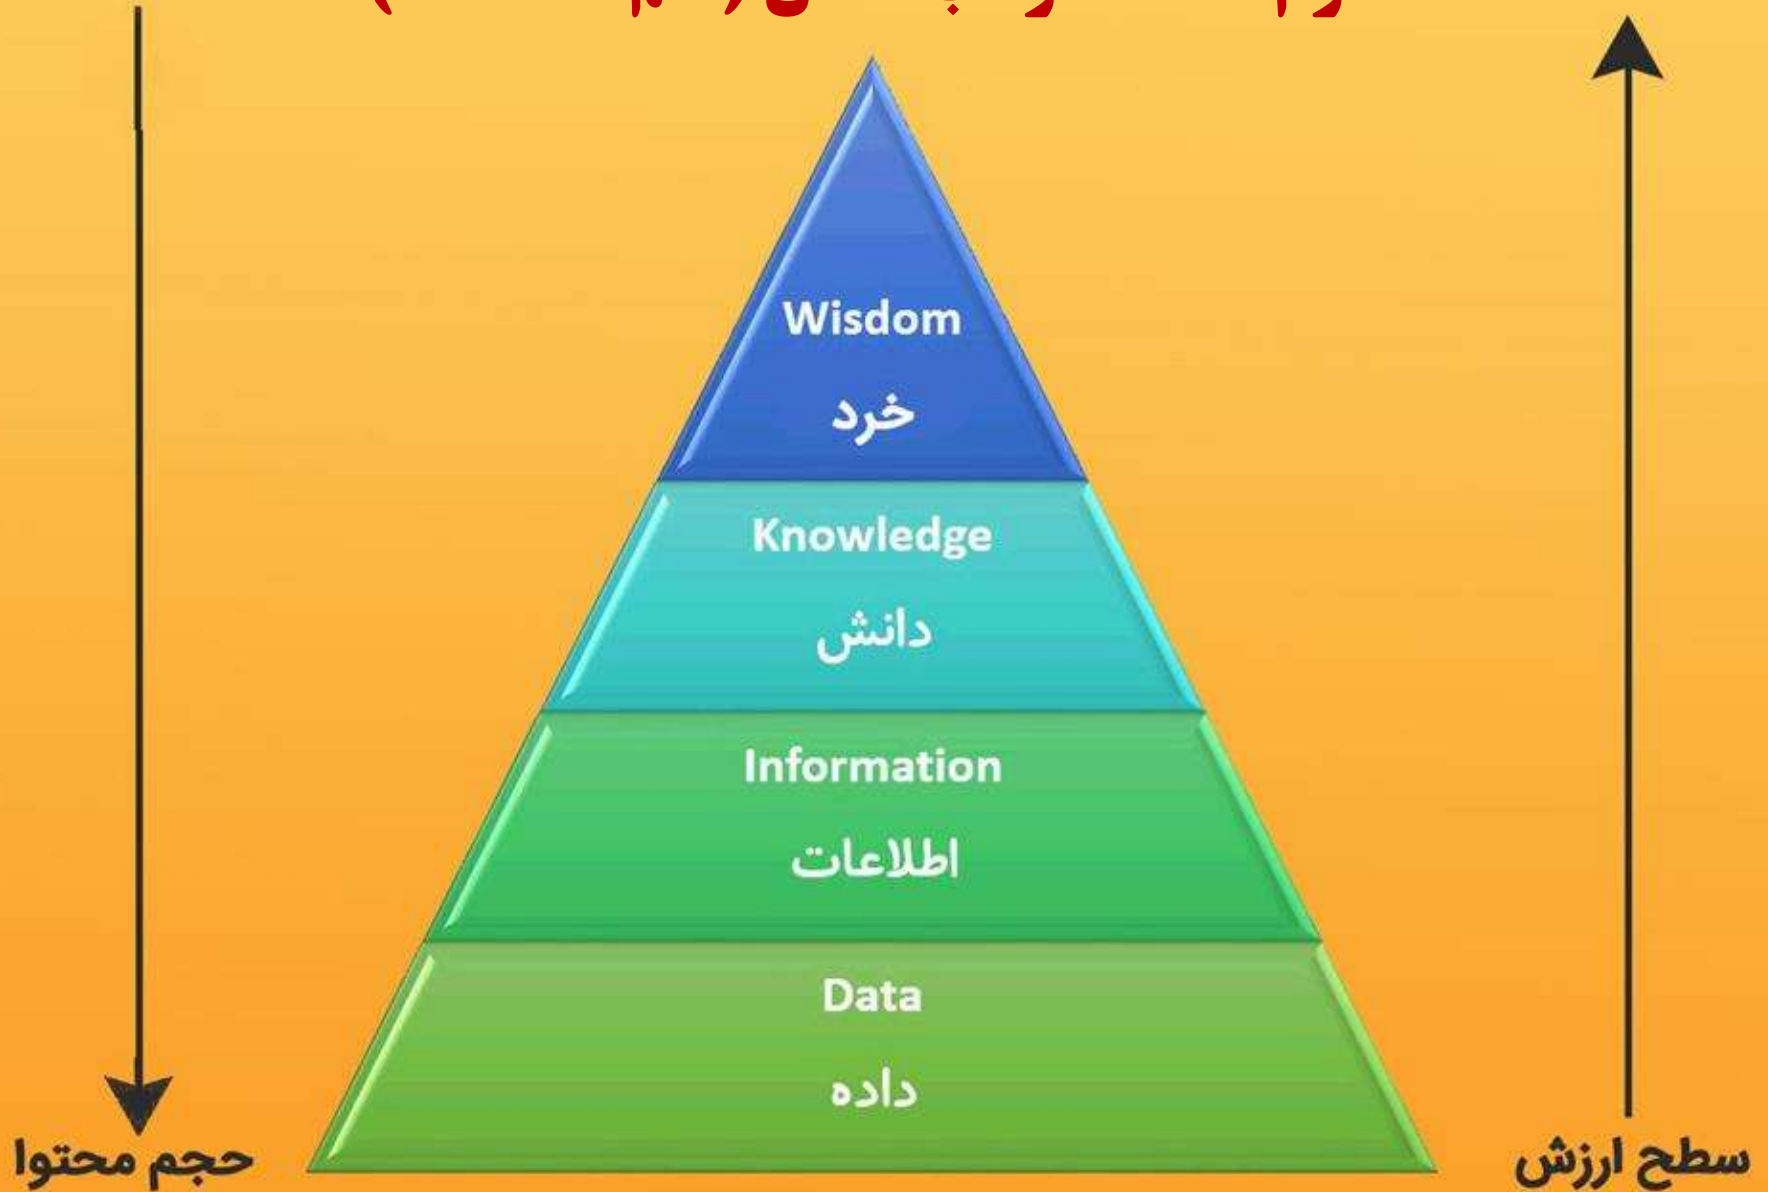 Wisdom
خرد
Knowledge
دانش
Information
اطلاعات
Data
داده
سطح ارزش
حجم محتوا